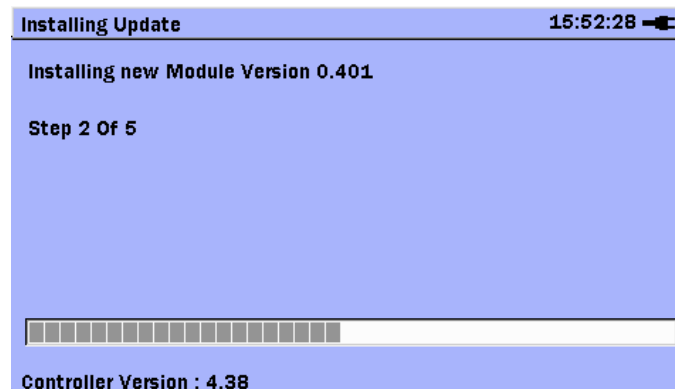 Installing Update 15:52:28
Installing new Module Version 0.401
Step 2 Of 5
Controller Version : 4.38